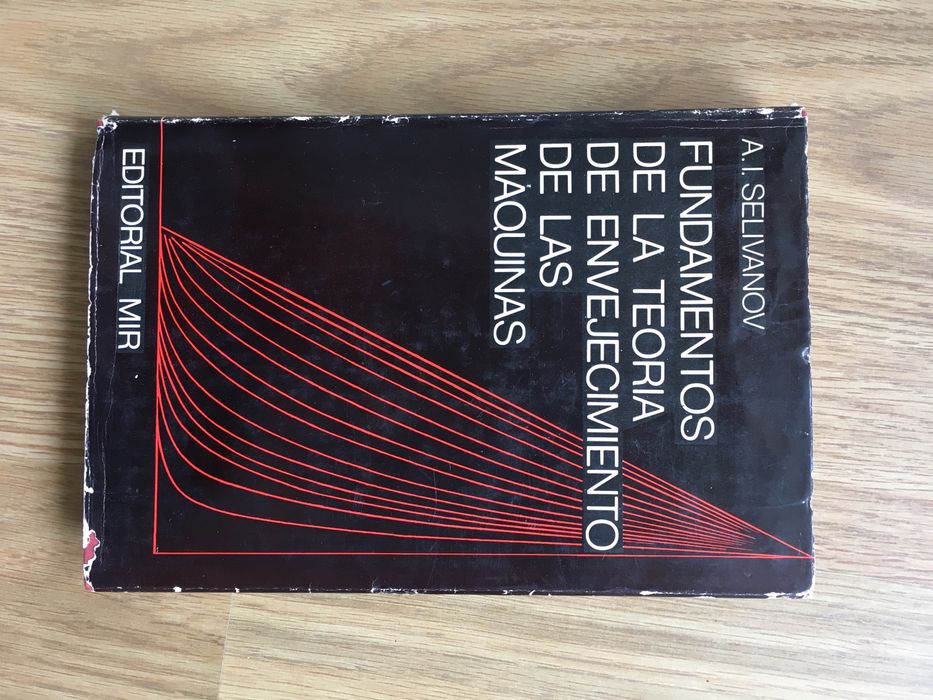 A. I. SELIVANOV
FUNDAMENTOS
DE LA TEORIA
DE ENVEJECIMIENTO
DE LAS
MÁQUINAS
EDITORIAL MIR